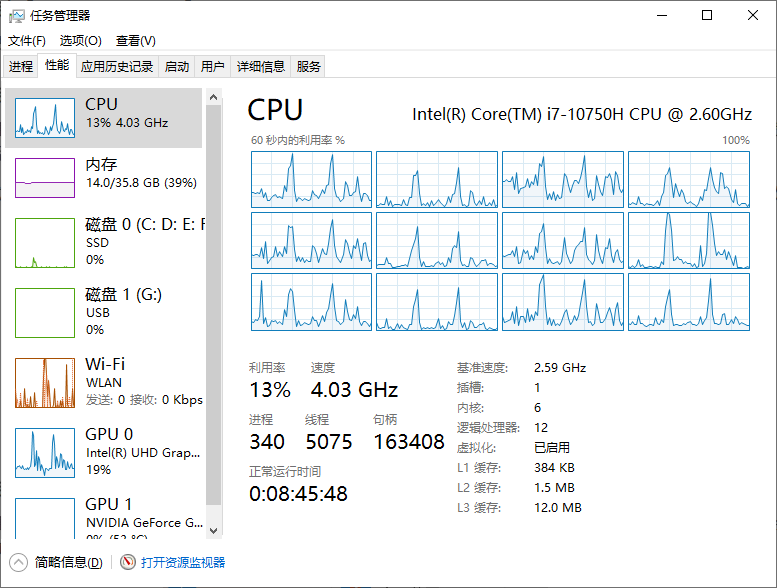 任务管理器
文件(F) 选项(O) 查看(V)
进程 性能 应用历史记录 启动 用户 详细信息 服务
CPU
13% 4.03 GHz
内存
14.0/35.8 GB (39%)
磁盘 0 (C: D: E: F
SSD
0%
磁盘 1 (G:)
USB
0%
Wi-Fi
WLAN
发送: 0 接收: 0 Kbps
GPU 0
Intel(R) UHD Grap...
19%
GPU 1
NVIDIA GeForce G...
0% (52 °C)
CPU
Intel(R) Core(TM) i7-10750H CPU @ 2.60GHz
60 秒内的利用率 %
100%
利用率 速度
13% 4.03 GHz
进程 线程 句柄
340 5075 163408
正常运行时间
0:08:45:48
基准速度: 2.59 GHz
插槽: 1
内核: 6
逻辑处理器: 12
虚拟化: 已启用
L1 缓存: 384 KB
L2 缓存: 1.5 MB
L3 缓存: 12.0 MB
简略信息(D)
打开资源监视器